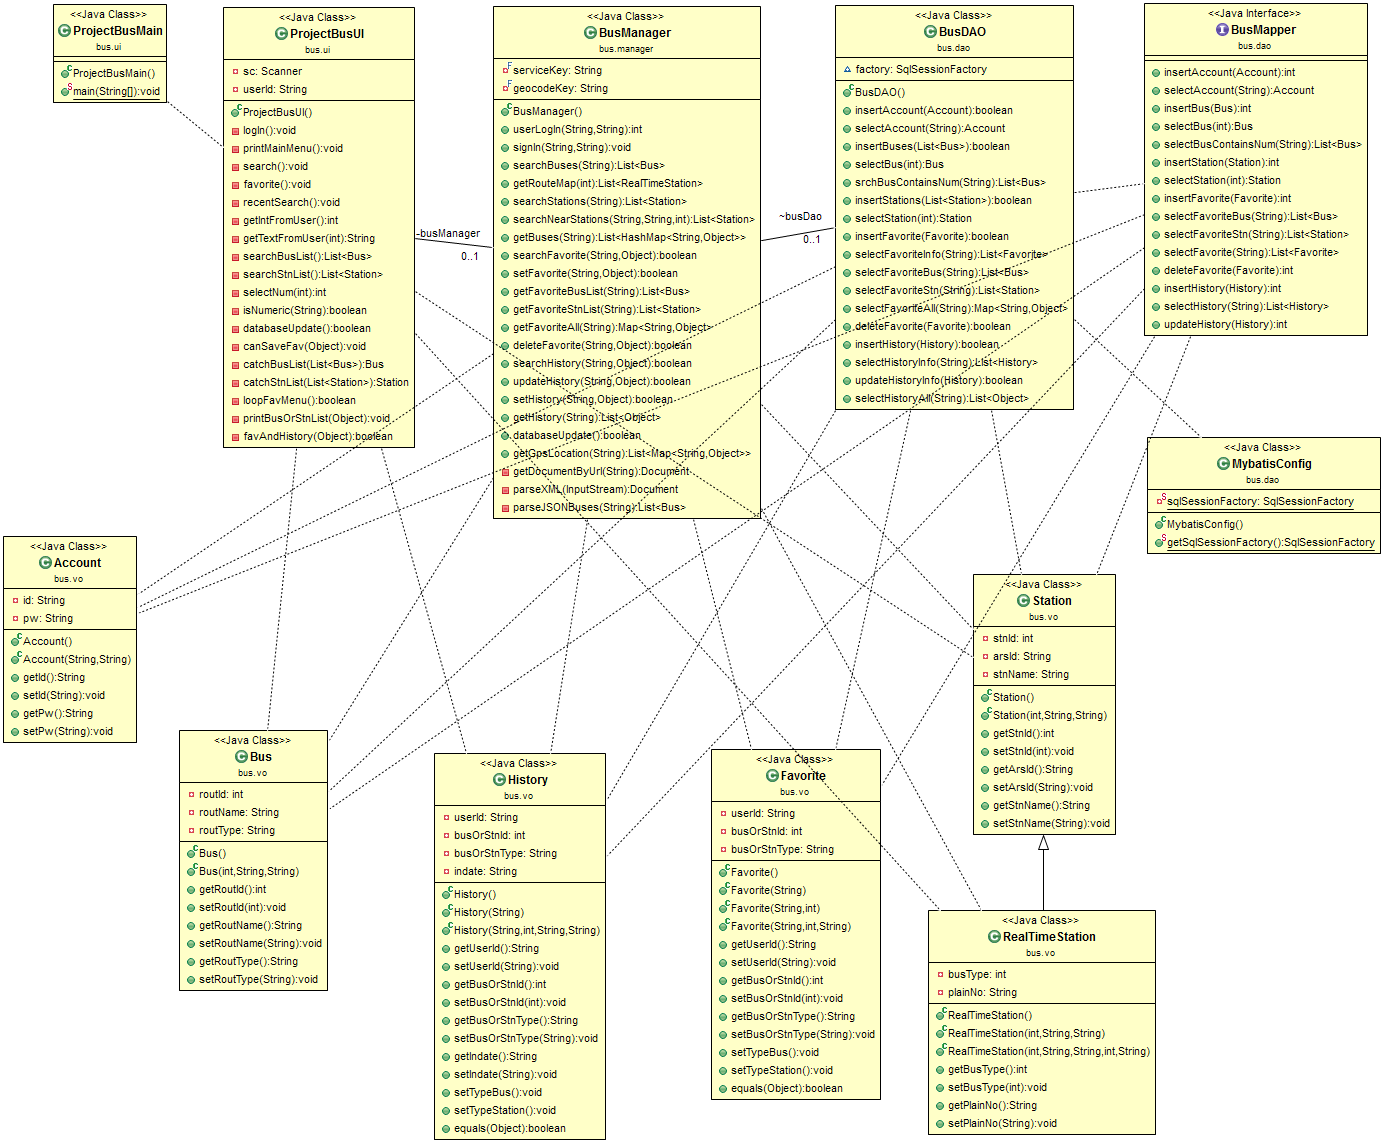 <<Java Class>>
ProjectBusMain
bus.ui
ProjectBusMain()
main(String[]):void
<<Java Class>>
ProjectBusUI
bus.ui
sc: Scanner
userId: String
ProjectBusUI()
logIn():void
printMainMenu():void
search():void
favorite():void
recentSearch():void
getIntFromUser():int
getTextFromUser(int):String
searchBusList():List<Bus>
searchStnList():List<Station>
selectNum(int):int
isNumeric(String):boolean
databaseUpdate():boolean
canSaveFav(Object):void
catchBusList(List<Bus>):Bus
catchStnList(List<Station>):Station
loopFavMenu():boolean
printBusOrStnList(Object):void
favAndHistory(Object):boolean
-busManager
0..1
<<Java Class>>
BusManager
bus.manager
serviceKey: String
geocodeKey: String
BusManager()
userLogIn(String,String):int
signIn(String,String):void
searchBuses(String):List<Bus>
getRouteMap(int):List<RealTimeStation>
searchStations(String):List<Station>
searchNearStations(String,String,int):List<Station>
getBuses(String):List<HashMap<String,Object>>
searchFavorite(String,Object):boolean
setFavorite(String,Object):boolean
getFavoriteBusList(String):List<Bus>
getFavoriteStnList(String):List<Station>
getFavoriteAll(String):Map<String,Object>
deleteFavorite(String,Object):boolean
searchHistory(String,Object):boolean
updateHistory(String,Object):boolean
setHistory(String,Object):boolean
getHistory(String):List<Object>
databaseUpdate():boolean
getGpsLocation(String):List<Map<String,Object>>
getDocumentByUrl(String):Document
parseXML(InputStream):Document
parseJSONBuses(String):List<Bus>
~busDao
0..1
<<Java Class>>
BusDAO
bus.dao
factory: SqlSessionFactory
BusDAO()
insertAccount(Account):boolean
selectAccount(String):Account
insertBuses(List<Bus>):boolean
selectBus(int):Bus
srchBusContainsNum(String):List<Bus>
insertStations(List<Station>):boolean
selectStation(int):Station
insertFavorite(Favorite):boolean
selectFavoriteInfo(String):List<Favorite>
selectFavoriteBus(String):List<Bus>
selectFavoriteStn(String):List<Station>
selectFavoriteAll(String):Map<String,Object>
deleteFavorite(Favorite):boolean
insertHistory(History):boolean
selectHistoryInfo(String):List<History>
updateHistoryInfo(History):boolean
selectHistoryAll(String):List<Object>
<<Java Interface>>
BusMapper
bus.dao
insertAccount(Account):int
selectAccount(String):Account
insertBus(Bus):int
selectBus(int):Bus
selectBusContainsNum(String):List<Bus>
insertStation(Station):int
selectStation(int):Station
insertFavorite(Favorite):int
selectFavoriteBus(String):List<Bus>
selectFavoriteStn(String):List<Station>
selectFavorite(String):List<Favorite>
deleteFavorite(Favorite):int
insertHistory(History):int
selectHistory(String):List<History>
updateHistory(History):int
<<Java Class>>
MybatisConfig
bus.dao
sqlSessionFactory: SqlSessionFactory
MybatisConfig()
getSqlSessionFactory():SqlSessionFactory
<<Java Class>>
Account
bus.vo
id: String
pw: String
Account()
Account(String,String)
getId():String
setId(String):void
getPw():String
setPw(String):void
<<Java Class>>
Bus
bus.vo
routId: int
routName: String
routType: String
Bus()
Bus(int,String,String)
getRoutId():int
setRoutId(int):void
getRoutName():String
setRoutName(String):void
getRoutType():String
setRoutType(String):void
<<Java Class>>
History
bus.vo
userId: String
busOrStnId: int
busOrStnType: String
indate: String
History()
History(String)
History(String,int,String,String)
getUserId():String
setUserId(String):void
getBusOrStnId():int
setBusOrStnId(int):void
getBusOrStnType():String
setBusOrStnType(String):void
getIndate():String
setIndate(String):void
setTypeBus():void
setTypeStation():void
equals(Object):boolean
<<Java Class>>
Favorite
bus.vo
userId: String
busOrStnId: int
busOrStnType: String
Favorite()
Favorite(String)
Favorite(String,int)
Favorite(String,int,String)
getUserId():String
setUserId(String):void
getBusOrStnId():int
setBusOrStnId(int):void
getBusOrStnType():String
setBusOrStnType(String):void
setTypeBus():void
setTypeStation():void
equals(Object):boolean
<<Java Class>>
Station
bus.vo
stnId: int
arsId: String
stnName: String
Station()
Station(int,String,String)
getStnId():int
setStnId(int):void
getArsId():String
setArsId(String):void
getStnName():String
setStnName(String):void
<<Java Class>>
RealTimeStation
bus.vo
busType: int
plainNo: String
RealTimeStation()
RealTimeStation(int,String,String)
RealTimeStation(int,String,String,int,String)
getBusType():int
setBusType(int):void
getPlainNo():String
setPlainNo(String):void